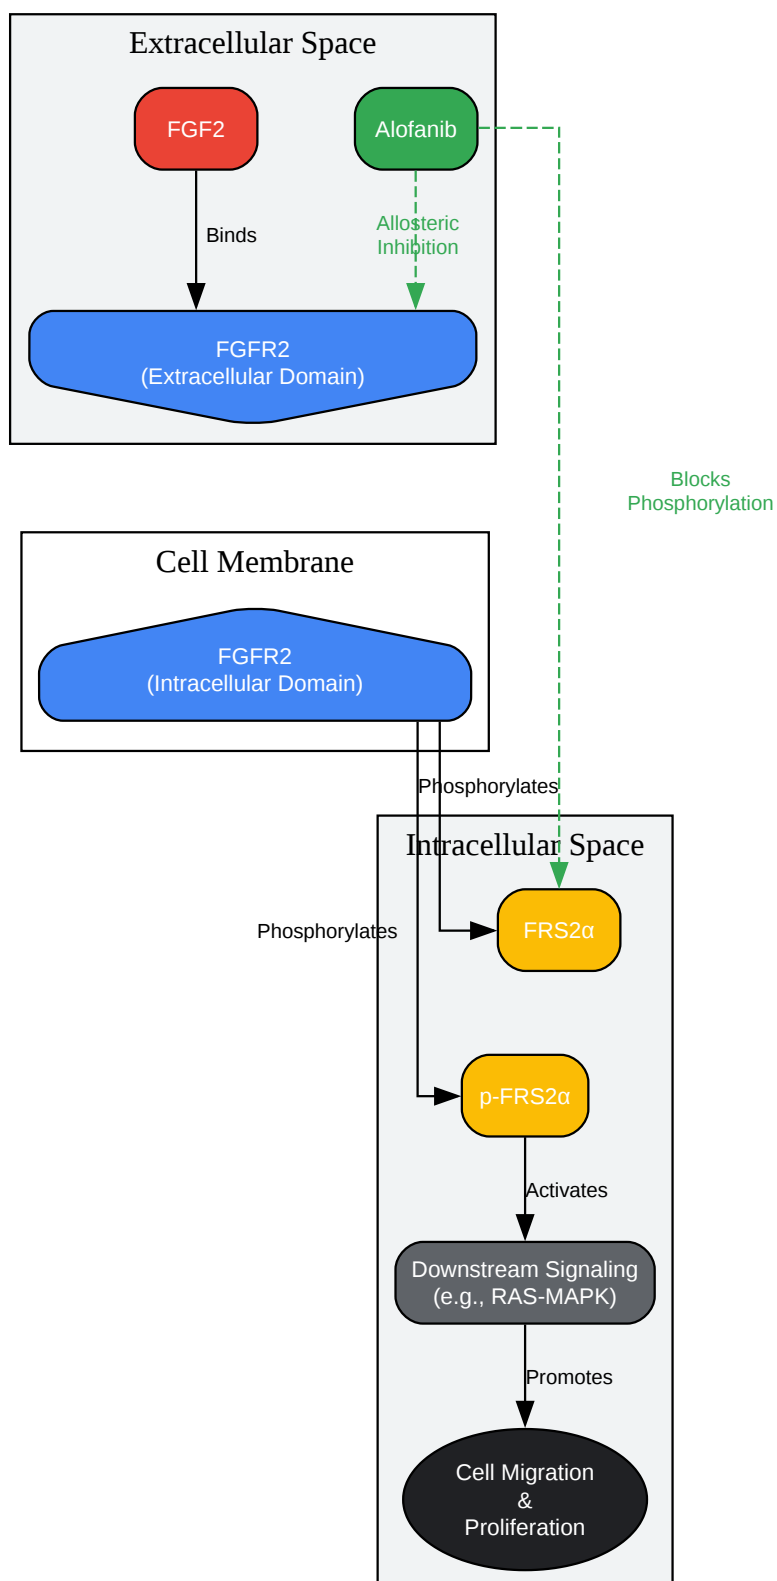 Extracellular Space
FGF2
Alofanib
Binds
Allosteric
Inhibition
FGFR2
(Extracellular Domain)
Blocks
Phosphorylation
Cell Membrane
FGFR2
(Intracellular Domain)
Phosphorylates
Intracellular Space
Phosphorylates
FRS2α
p-FRS2α
Activates
Downstream Signaling
(e.g., RAS-MAPK)
Promotes
Cell Migration
&
Proliferation